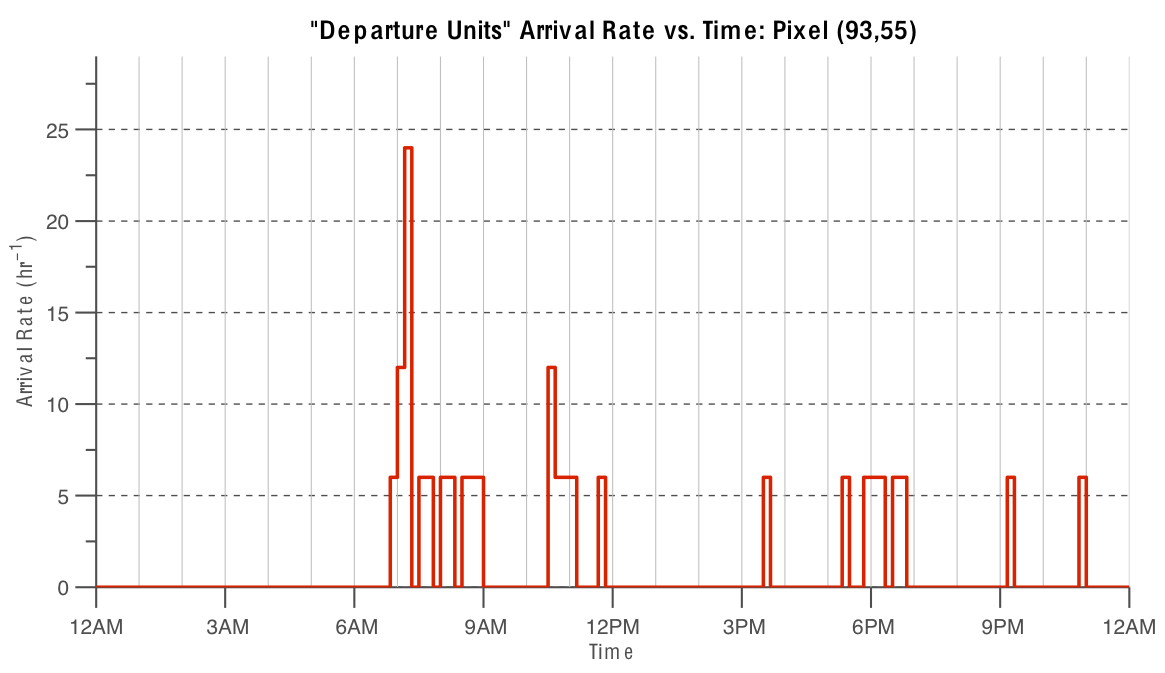 "Departure Units" Arrival Rate vs. Time: Pixel (93,55)
Arrival Rate (hr⁻¹)
25
20
15
10
5
0
12AM 3AM 6AM 9AM 12PM 3PM 6PM 9PM 12AM
Time